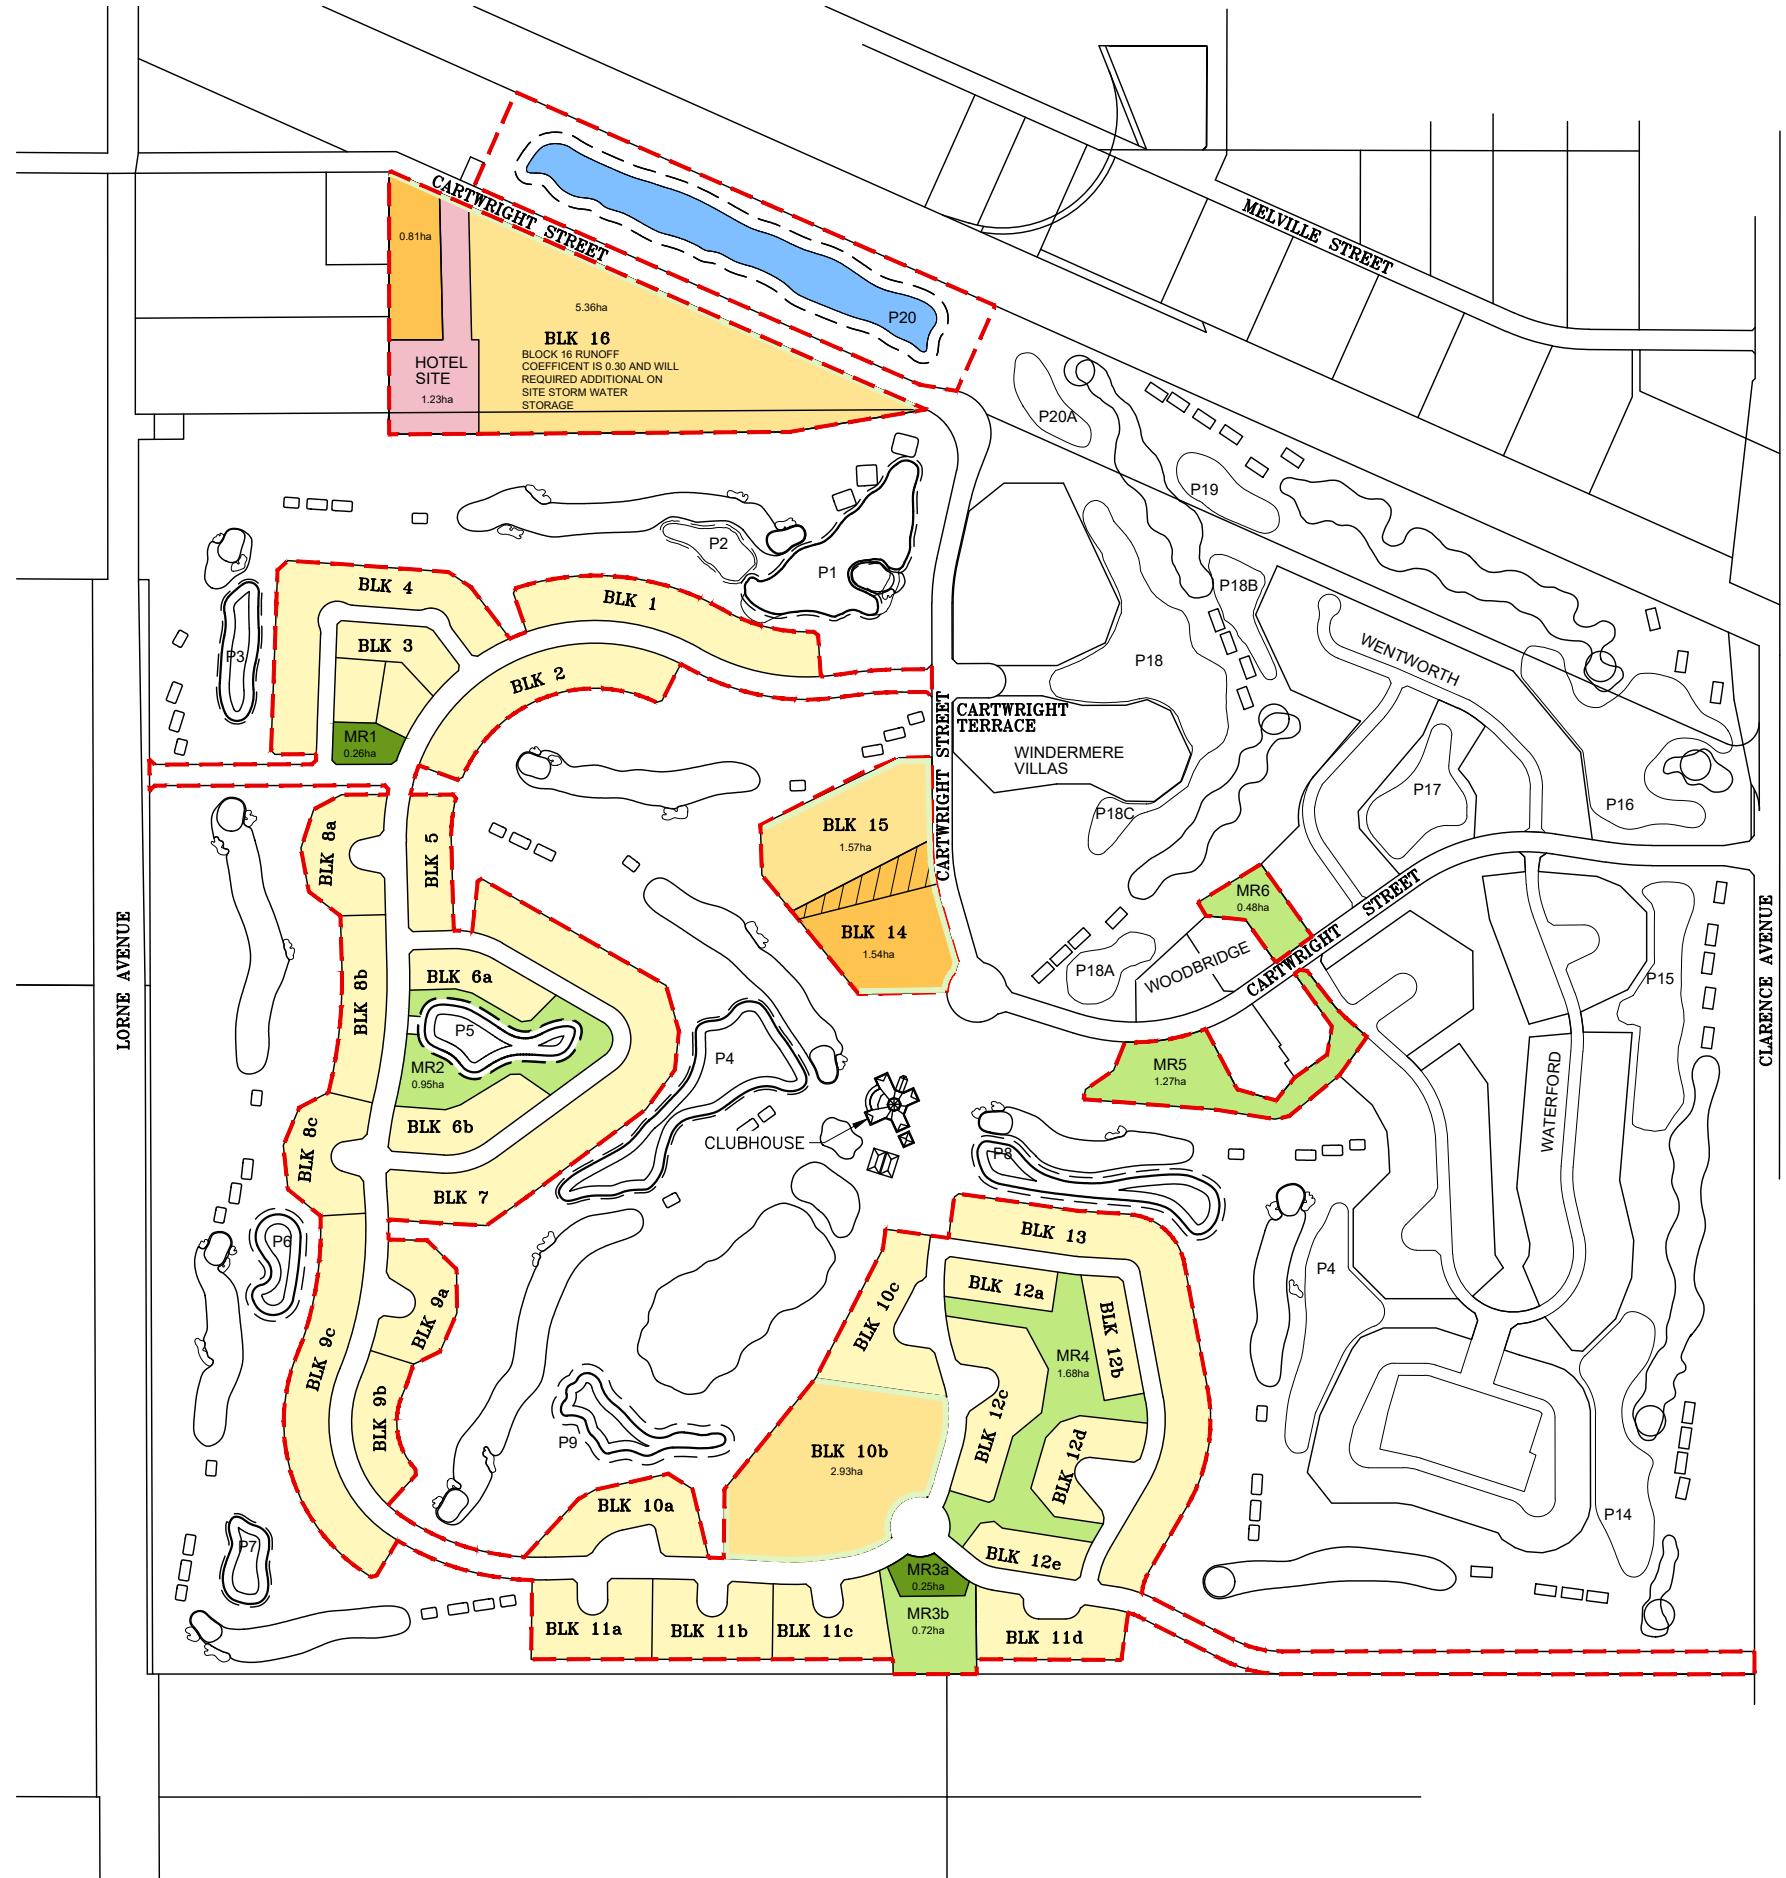 MELVILLE STREET
CARTWRIGHT STREET
0.81ha
5.36ha
P20
BLK 16
BLOCK 16 RUNOFF
COEFFICENT IS 0.30 AND WILL
REQUIRED ADDITIONAL ON
SITE STORM WATER
STORAGE
HOTEL
SITE
1.23ha
P20A
P19
P2
P1
P18B
BLK 4
BLK 1
BLK 3
P3
BLK 2
P18
WENTWORTH
MR1
0.26ha
CARTWRIGHT STREET
CARTWRIGHT
TERRACE
WINDERMERE
VILLAS
P17
P16
P18C
BLK 15
1.57ha
BLK 8a
BLK 5
BLK 14
1.54ha
MR6
0.48ha
CARTWRIGHT STREET
LORNE AVENUE
CLARENCE AVENUE
BLK 8b
BLK 6a
P18A
WOODBRIDGE
P15
P5
MR2
0.95ha
P4
MR5
1.27ha
BLK 6b
BLK 8c
CLUBHOUSE
P8
WATERFORD
BLK 7
P6
BLK 13
P4
BLK 9a
BLK 10c
BLK 12a
BLK 12b
BLK 9c
MR4
1.68ha
BLK 9b
BLK 12c
P9
BLK 10b
2.93ha
BLK 12d
BLK 10a
P14
P7
BLK 12e
MR3a
0.25ha
MR3b
0.72ha
BLK 11a
BLK 11b
BLK 11c
BLK 11d